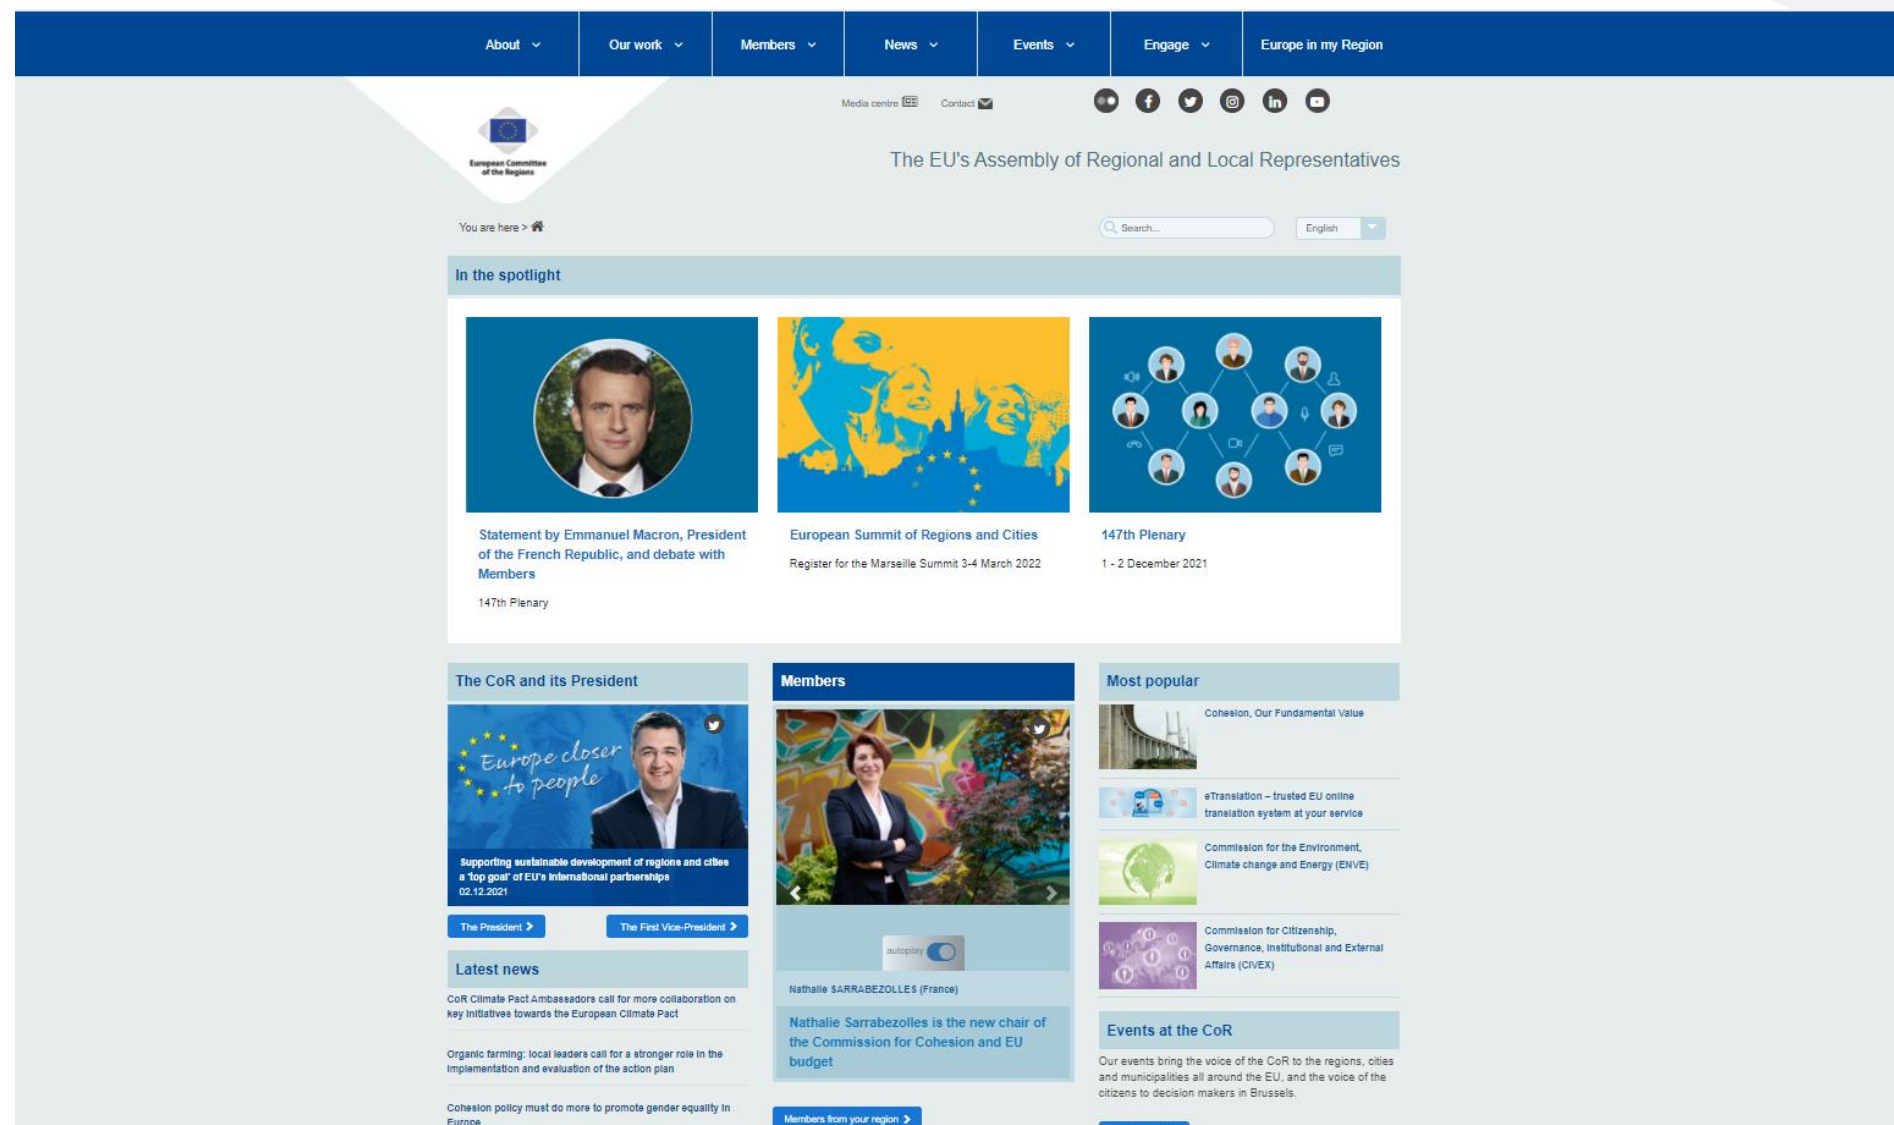 About
Our work
Members
News
Events
Engage
Europe in my Region
Media centre
Contact
European Committee
of the Regions
The EU's Assembly of Regional and Local Representatives
You are here >
Search...
English
In the spotlight
Statement by Emmanuel Macron, President
of the French Republic, and debate with
Members
147th Plenary
European Summit of Regions and Cities
Register for the Marseille Summit 3-4 March 2022
147th Plenary
1 - 2 December 2021
The CoR and its President
Europe closer
to people
Supporting sustainable development of regions and cities
a 'top goal' of EU's international partnerships
02.12.2021
The President
The First Vice-President
Latest news
CoR Climate Pact Ambassadors call for more collaboration on
key initiatives towards the European Climate Pact
Organic farming: local leaders call for a stronger role in the
implementation and evaluation of the action plan
Cohesion policy must do more to promote gender equality in
Europe
Members
autoplay
Nathalie SARRABEZOLLES (France)
Nathalie Sarrabezolles is the new chair of
the Commission for Cohesion and EU
budget
Members from your region
Most popular
Cohesion, Our Fundamental Value
eTranslation – trusted EU online
translation system at your service
Commission for the Environment,
Climate change and Energy (ENVE)
Commission for Citizenship,
Governance, Institutional and External
Affairs (CIVEX)
Events at the CoR
Our events bring the voice of the CoR to the regions, cities
and municipalities all around the EU, and the voice of the
citizens to decision makers in Brussels.